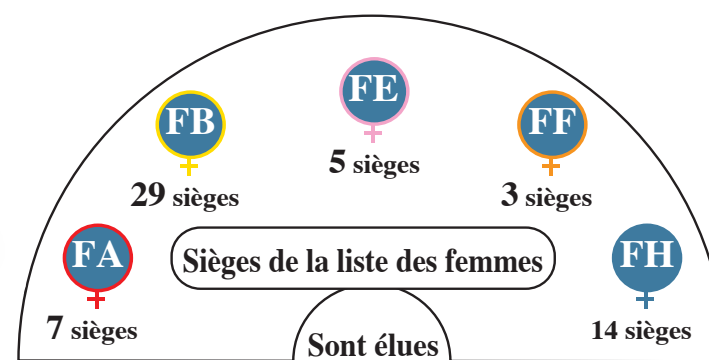 FE
5 sièges
FB
29 sièges
FF
3 sièges
FA
7 sièges
Sièges de la liste des femmes
FH
14 sièges
Sont élues